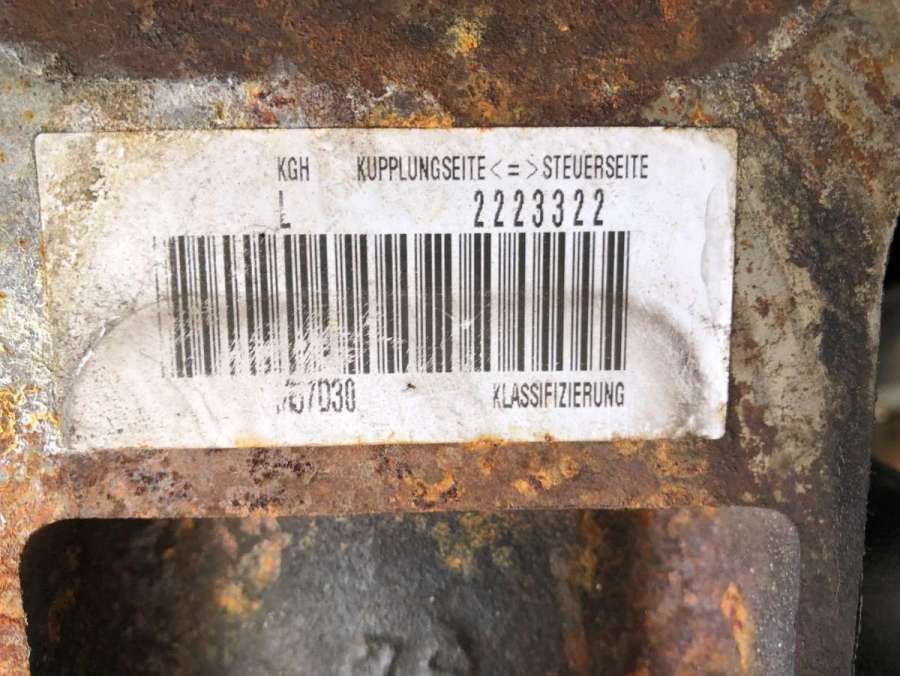 KGH KUPPLUNGSEITE<=>STEUERSEITE
L 2223322
KLASSIFIZIERUNG